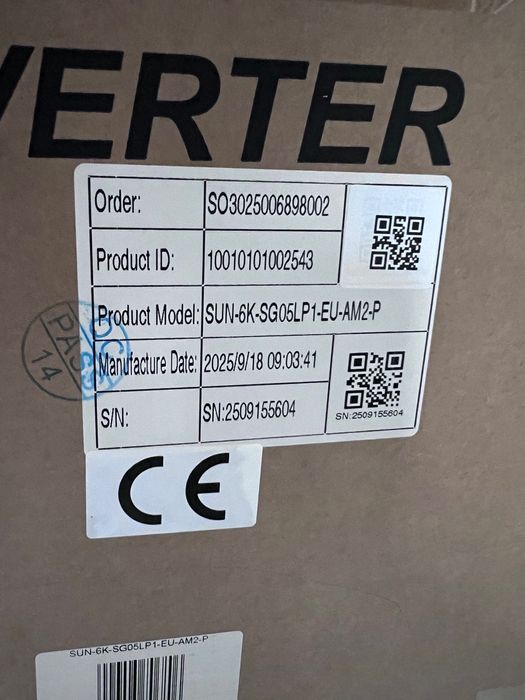 VERTER
Order: SO3025006898002
Product ID: 10010101002543
Product Model: SUN-6K-SG05LP1-EU-AM2-P
Manufacture Date: 2025/9/18 09:03:41
S/N: SN:2509155604
SN:2509155604
QC
PASS
14
CE
SUN-6K-SG05LP1-EU-AM2-P